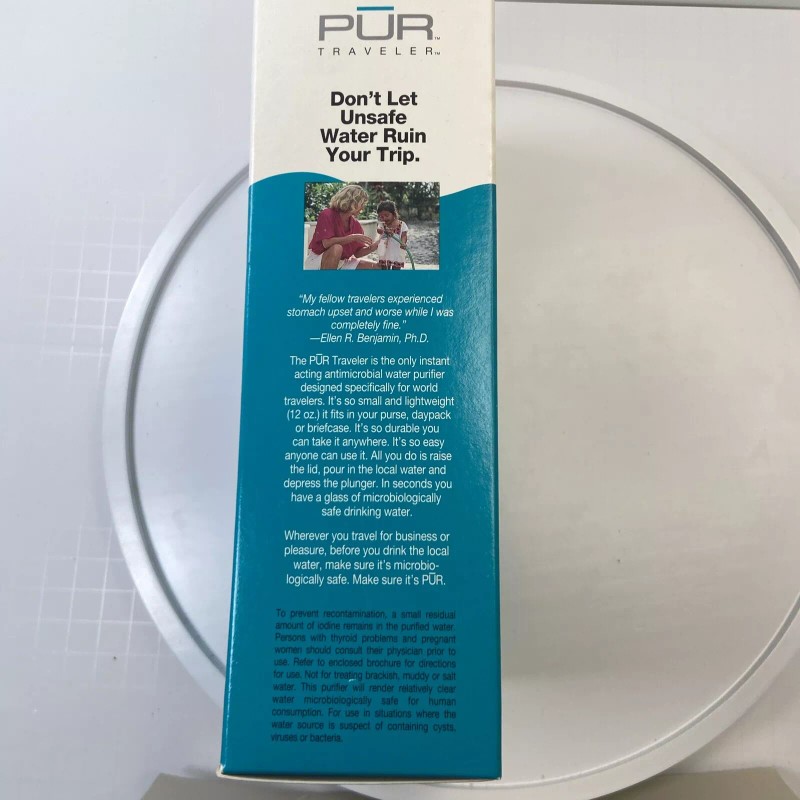 PŪR™
TRAVELER™
Don't Let
Unsafe
Water Ruin
Your Trip.
"My fellow travelers experienced
stomach upset and worse while I was
completely fine."
—Ellen R. Benjamin, Ph.D.
The PŪR Traveler is the only instant
acting antimicrobial water purifier
designed specifically for world
travelers. It's so small and lightweight
(12 oz.) it fits in your purse, daypack
or briefcase. It's so durable you
can take it anywhere. It's so easy
anyone can use it. All you do is raise
the lid, pour in the local water and
depress the plunger. In seconds you
have a glass of microbiologically
safe drinking water.
Wherever you travel for business or
pleasure, before you drink the local
water, make sure it's microbio-
logically safe. Make sure it's PŪR.
To prevent recontamination, a small residual
amount of iodine remains in the purified water.
Persons with thyroid problems and pregnant
women should consult their physician prior to
use. Refer to enclosed brochure for directions
for use. Not for treating brackish, muddy or salt
water. This purifier will render relatively clear
water microbiologically safe for human
consumption. For use in situations where the
water source is suspect of containing cysts,
viruses or bacteria.